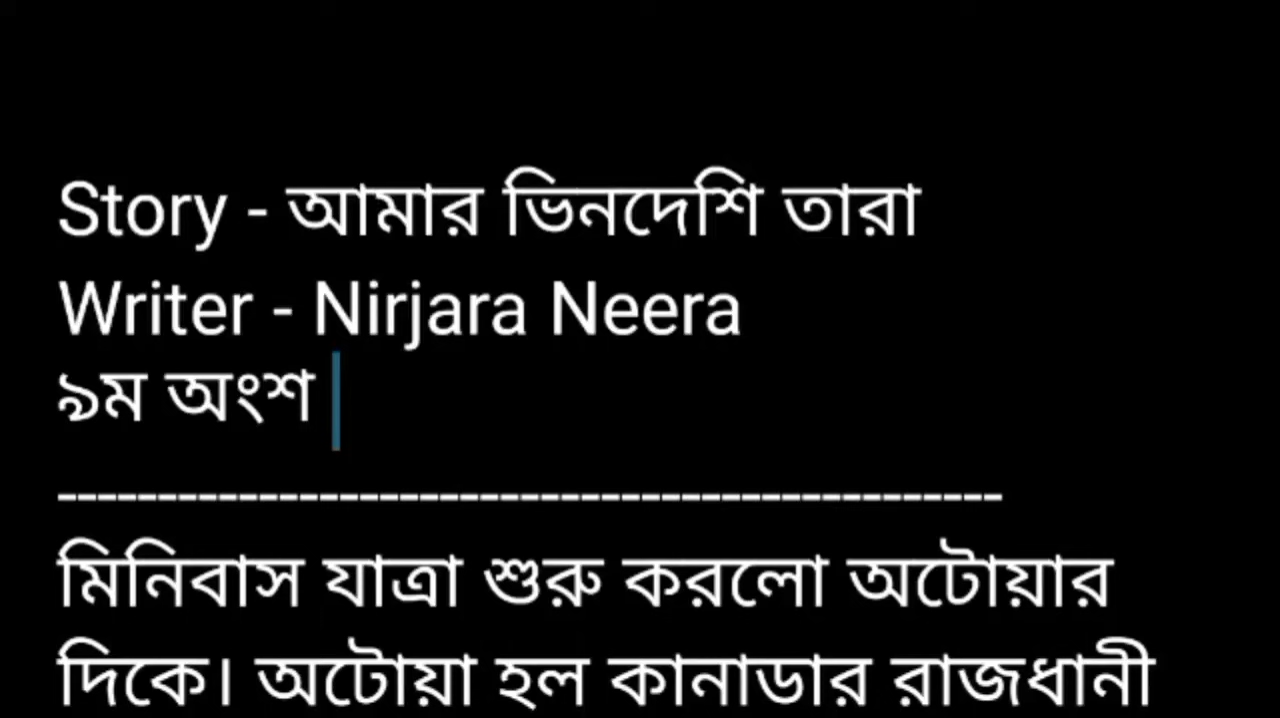 Story - আমার ভিনদেশি তারা
Writer - Nirjara Neera
৯ম অংশ
-----------------------------------------------
মিনিবাস যাত্রা শুরু করলো অটোয়ার
দিকে। অটোয়া হল কানাডার রাজধানী